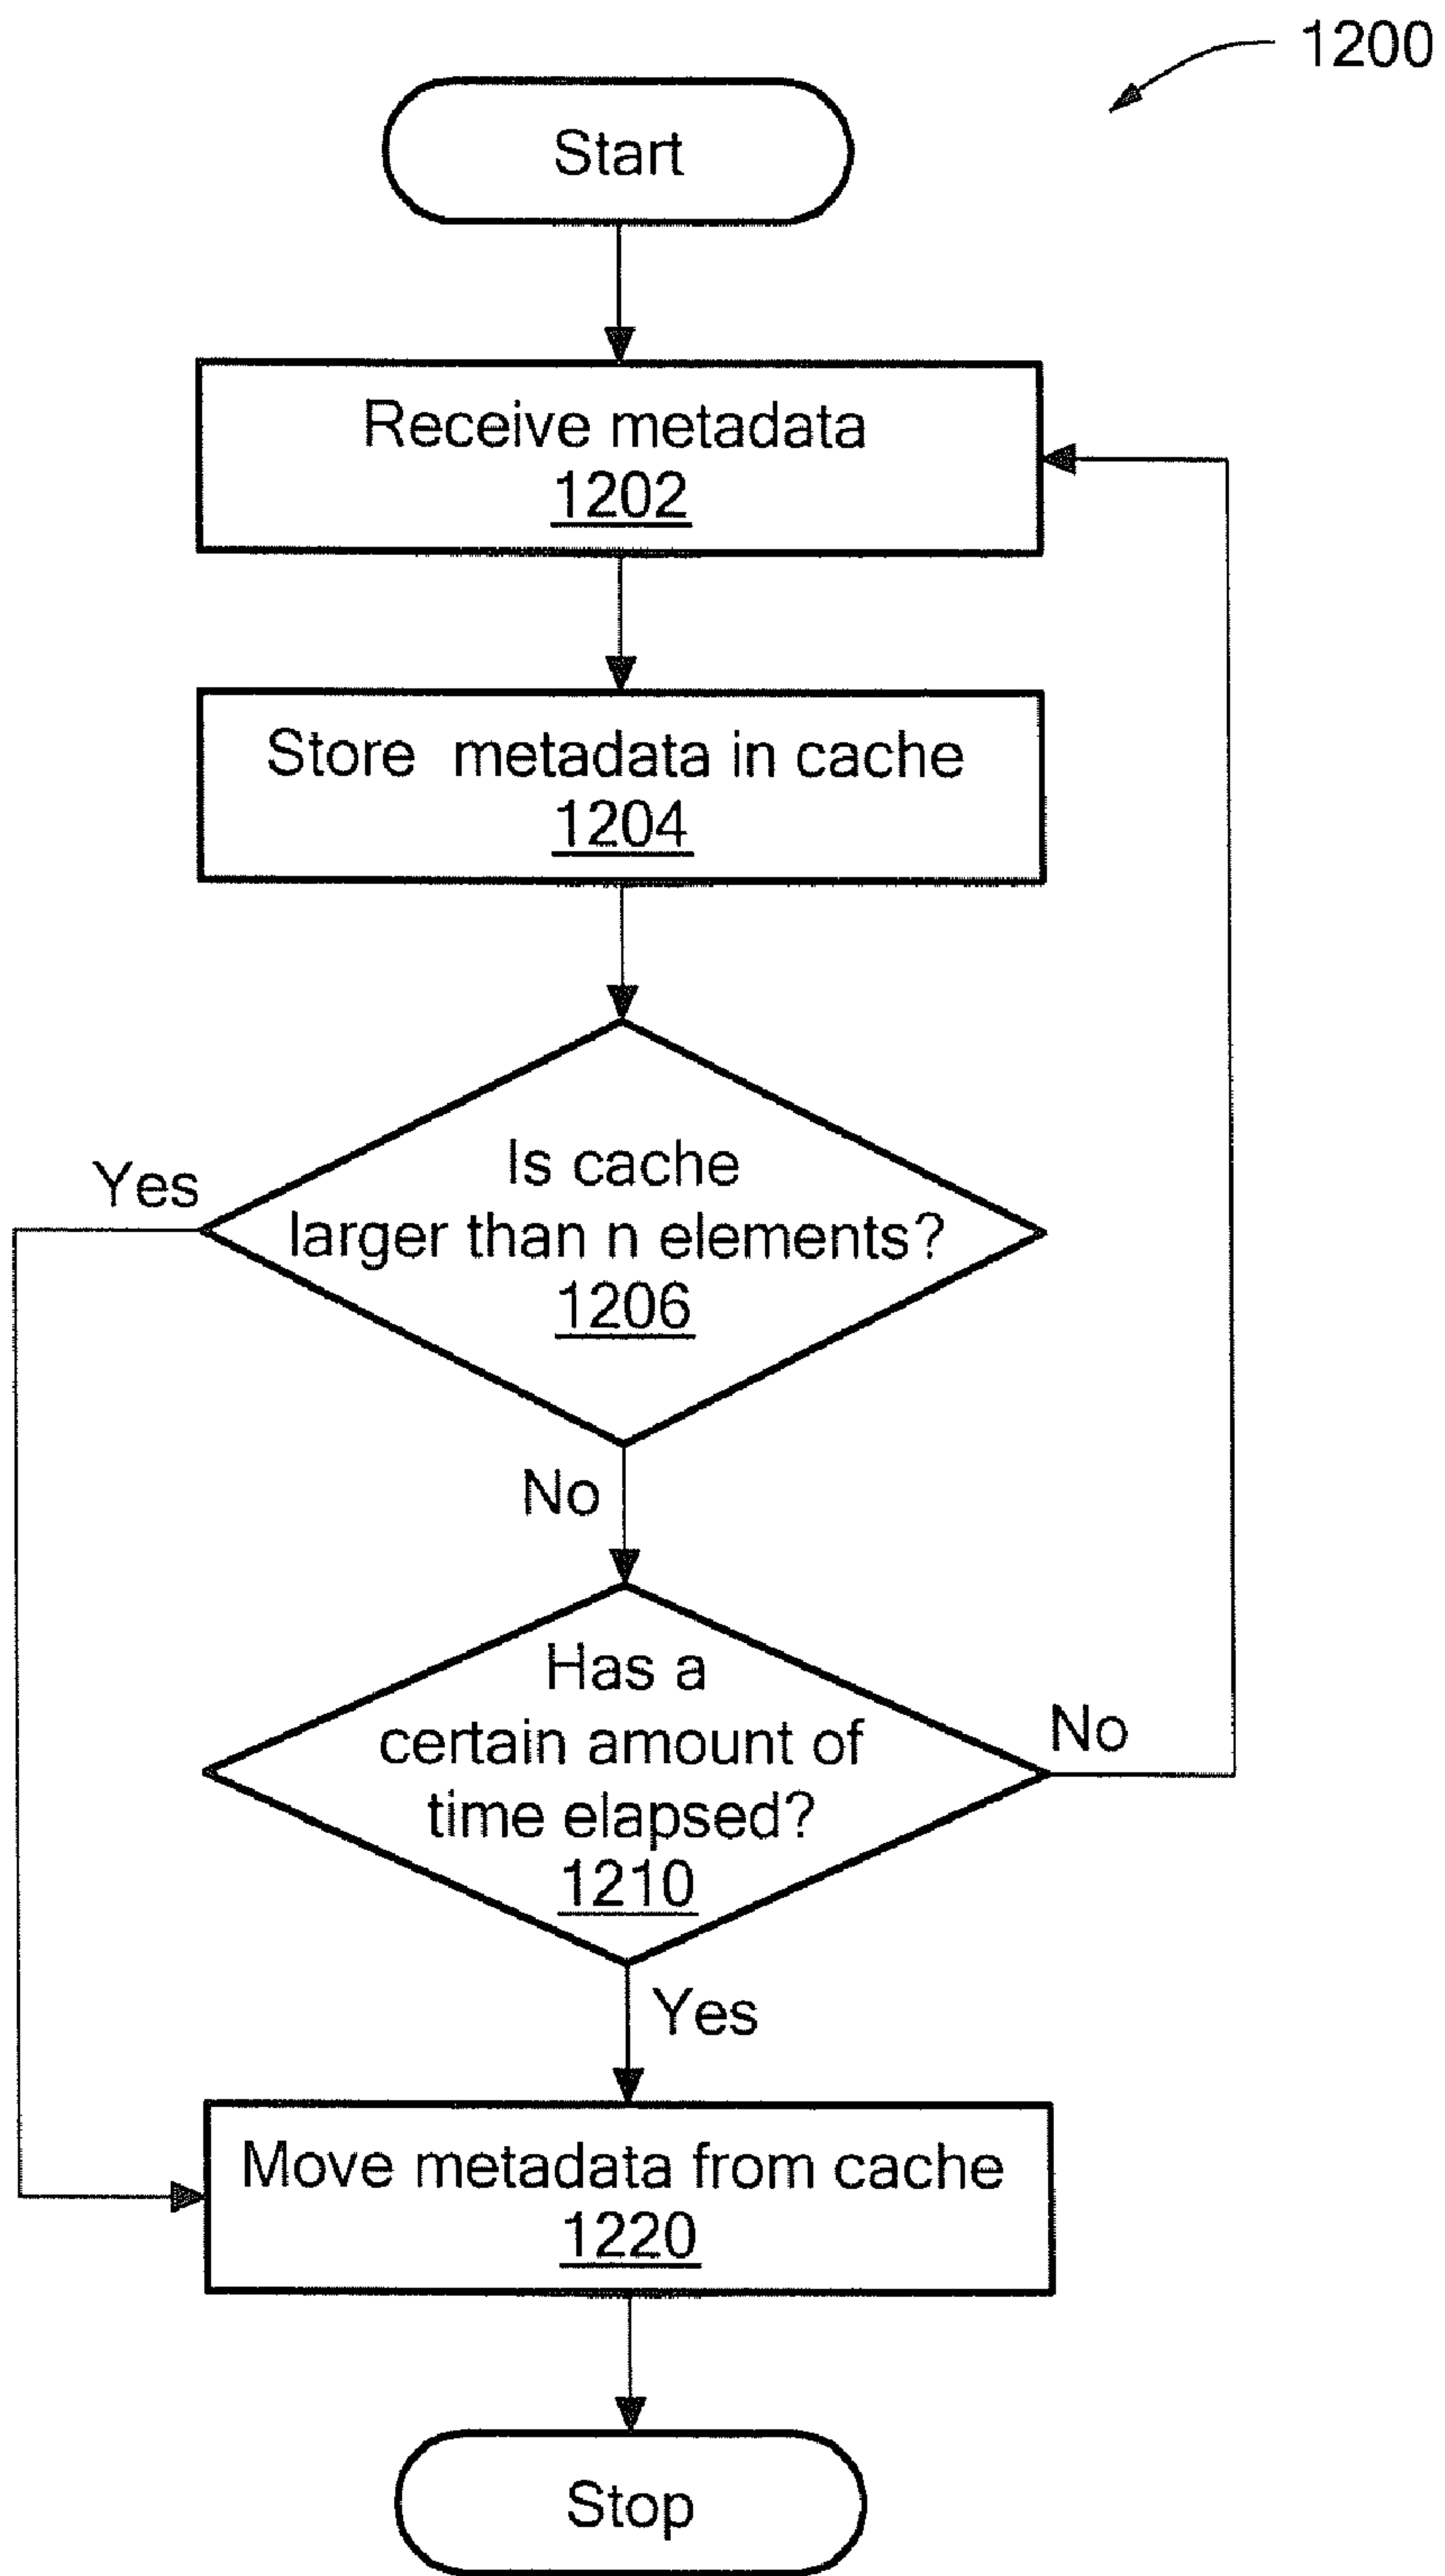 1200
Start
Receive metadata
1202
Store metadata in cache
1204
Is cache
larger than n elements?
1206
Yes
No
Has a
certain amount of
time elapsed?
1210
No
Yes
Move metadata from cache
1220
Stop